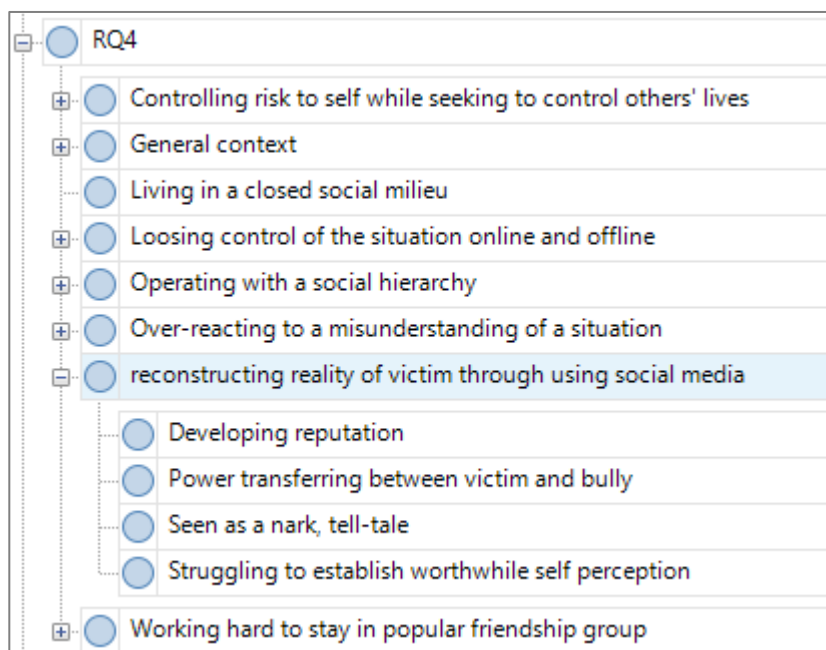 RQ4
Controlling risk to self while seeking to control others' lives
General context
Living in a closed social milieu
Loosing control of the situation online and offline
Operating with a social hierarchy
Over-reacting to a misunderstanding of a situation
reconstructing reality of victim through using social media
Developing reputation
Power transferring between victim and bully
Seen as a nark, tell-tale
Struggling to establish worthwhile self perception
Working hard to stay in popular friendship group